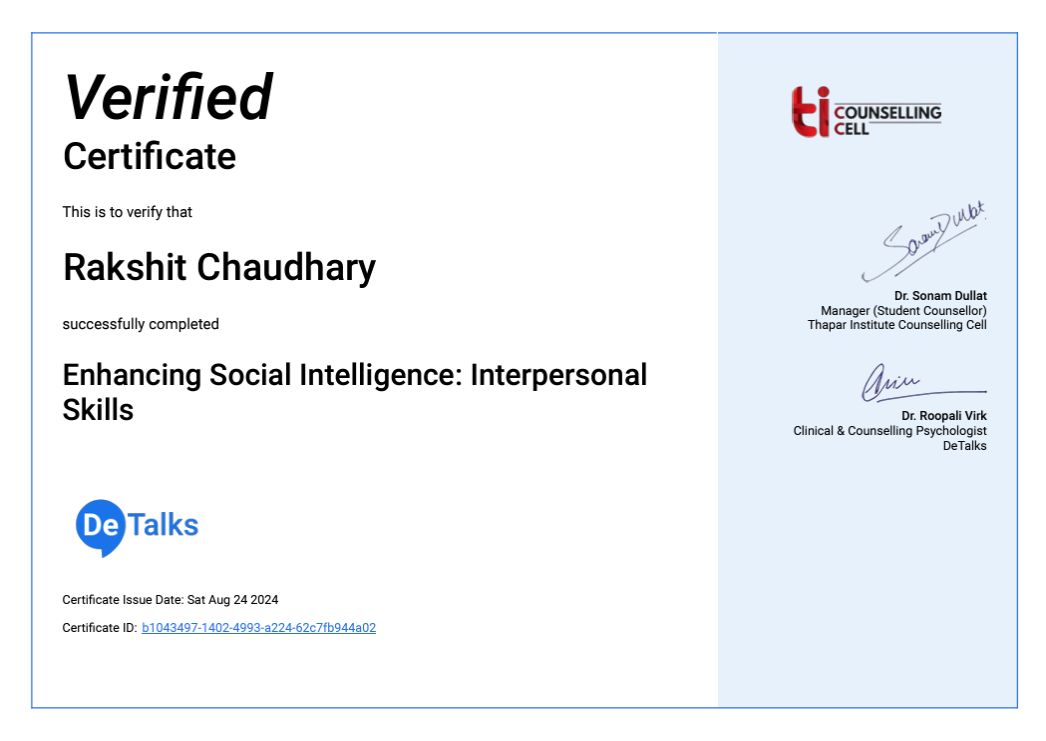 Verified
Certificate
This is to verify that
Rakshit Chaudhary
successfully completed
Enhancing Social Intelligence: Interpersonal
Skills
DeTalks
Certificate Issue Date: Sat Aug 24 2024
Certificate ID: b1043497-1402-4993-a224-62c7fb944a02
ti COUNSELLING
CELL
Sonam Dullat
Dr. Sonam Dullat
Manager (Student Counsellor)
Thapar Institute Counselling Cell
Dr. Roopali Virk
Clinical & Counselling Psychologist
DeTalks